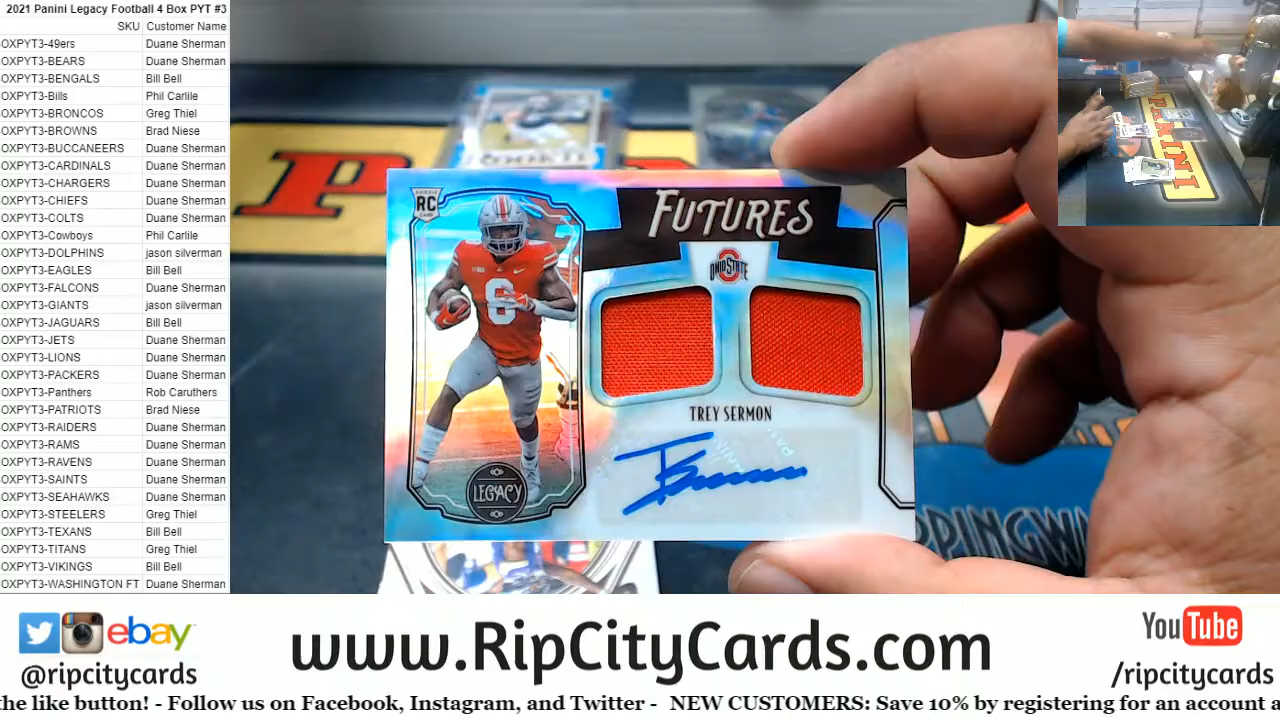 2021 Panini Legacy Football 4 Box PYT #3
SKU Customer Name
OXPYT3-49ers Duane Sherman
OXPYT3-BEARS Duane Sherman
OXPYT3-BENGALS Bill Bell
OXPYT3-Bills Phil Carlile
OXPYT3-BRONCOS Greg Thiel
OXPYT3-BROWNS Brad Niese
OXPYT3-BUCCANEERS Duane Sherman
OXPYT3-CARDINALS Duane Sherman
OXPYT3-CHARGERS Duane Sherman
OXPYT3-CHIEFS Duane Sherman
OXPYT3-COLTS Duane Sherman
OXPYT3-Cowboys Phil Carlile
OXPYT3-DOLPHINS jason silverman
OXPYT3-EAGLES Bill Bell
OXPYT3-FALCONS Duane Sherman
OXPYT3-GIANTS jason silverman
OXPYT3-JAGUARS Bill Bell
OXPYT3-JETS Duane Sherman
OXPYT3-LIONS Duane Sherman
OXPYT3-PACKERS Duane Sherman
OXPYT3-Panthers Rob Caruthers
OXPYT3-PATRIOTS Brad Niese
OXPYT3-RAIDERS Duane Sherman
OXPYT3-RAMS Duane Sherman
OXPYT3-RAVENS Duane Sherman
OXPYT3-SAINTS Duane Sherman
OXPYT3-SEAHAWKS Duane Sherman
OXPYT3-STEELERS Greg Thiel
OXPYT3-TEXANS Bill Bell
OXPYT3-TITANS Greg Thiel
OXPYT3-VIKINGS Bill Bell
OXPYT3-WASHINGTON FT Duane Sherman
PANINI
ROOKIE
RC
CARD
FUTURES
OHIO STATE
6
TREY SERMON
LEGACY
ebay
@ripcitycards
www.RipCityCards.com
YouTube
/ripcitycards
the like button! - Follow us on Facebook, Instagram, and Twitter - NEW CUSTOMERS: Save 10% by registering for an account a